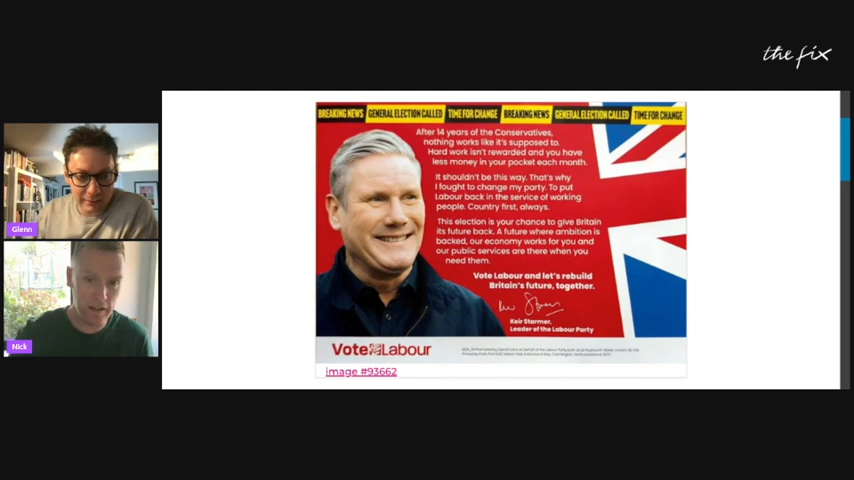 the fix
BREAKING NEWS GENERAL ELECTION CALLED TIME FOR CHANGE BREAKING NEWS GENERAL ELECTION CALLED TIME FOR CHANGE
After 14 years of the Conservatives,
nothing works like it's supposed to.
Hard work isn't rewarded and you have
less money in your pocket each month.
It shouldn't be this way. That's why
I fought to change my party. To put
Labour back in the service of working
people. Country first, always.
This election is your chance to give Britain
its future back. A future where ambition is
backed, our economy works for you and
our public services are there when you
need them.
Vote Labour and let's rebuild
Britain's future, together.
Keir Starmer,
Leader of the Labour Party
Vote Labour
image #93662
Glenn
Nick